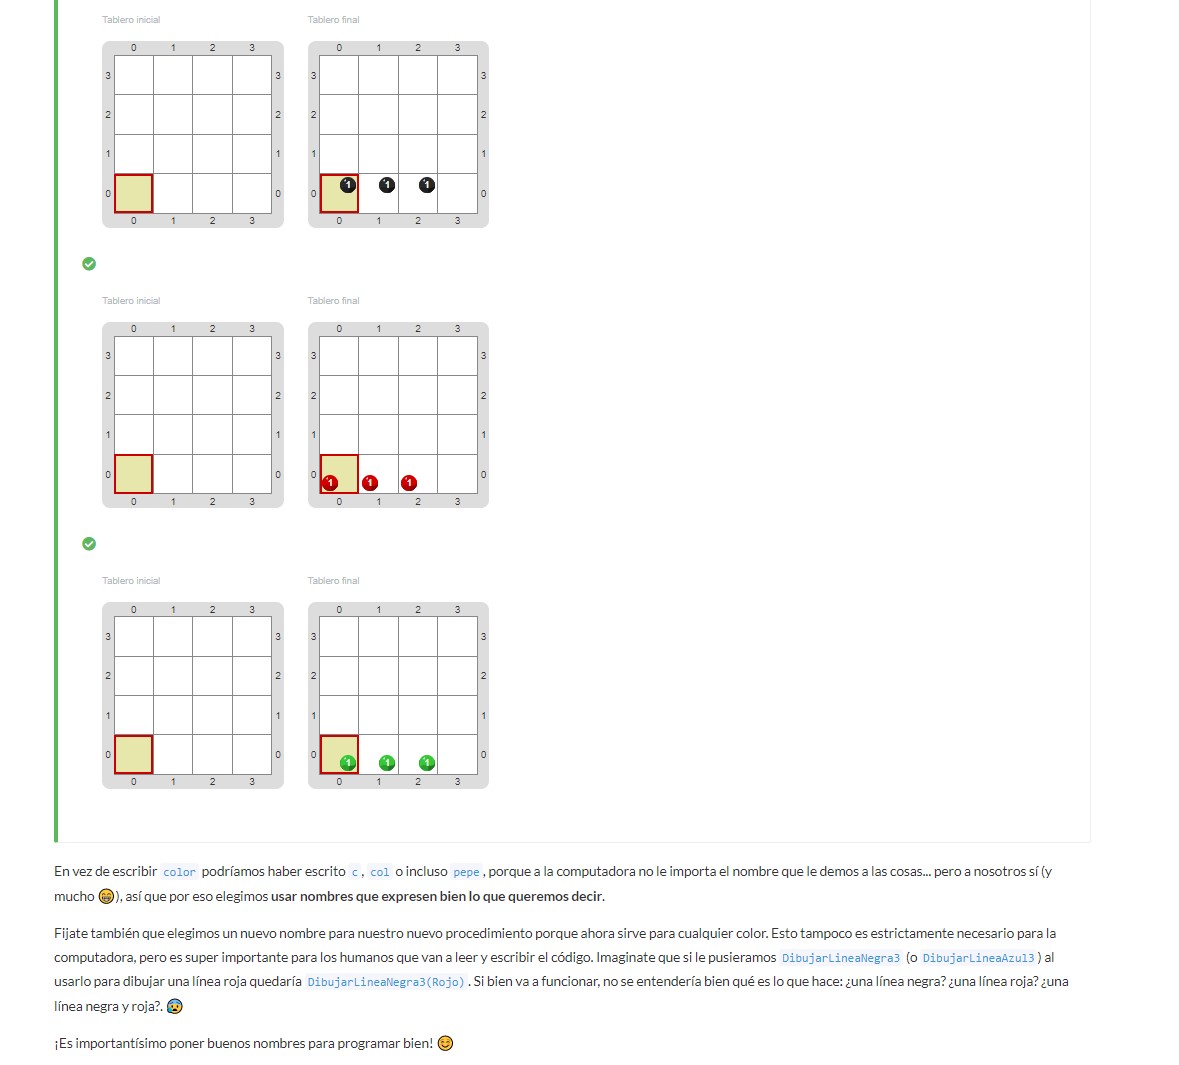 Tablero inicial Tablero final
0 1 2 3 0 1 2 3
3 3 3 3
2 2 2 2
1 1 1 1
1 1 1
0 0 0 0
0 1 2 3 0 1 2 3
Tablero inicial Tablero final
0 1 2 3 0 1 2 3
3 3 3 3
2 2 2 2
1 1 1 1
0 0 0 0
1 1 1
0 1 2 3 0 1 2 3
Tablero inicial Tablero final
0 1 2 3 0 1 2 3
3 3 3 3
2 2 2 2
1 1 1 1
0 0 0 0
1 1 1
0 1 2 3 0 1 2 3
En vez de escribir color podríamos haber escrito c, col o incluso pepe, porque a la computadora no le importa el nombre que le demos a las cosas... pero a nosotros sí (y
mucho 😁), así que por eso elegimos usar nombres que expresen bien lo que queremos decir.
Fijate también que elegimos un nuevo nombre para nuestro nuevo procedimiento porque ahora sirve para cualquier color. Esto tampoco es estrictamente necesario para la
computadora, pero es super importante para los humanos que van a leer y escribir el código. Imaginate que si le pusieramos DibujarLineaNegra3 (o DibujarLineaAzul3) al
usarlo para dibujar una línea roja quedaría DibujarLineaNegra3(Rojo). Si bien va a funcionar, no se entendería bien qué es lo que hace: ¿una línea negra? ¿una línea roja? ¿una
línea negra y roja?. 😰
¡Es importantísimo poner buenos nombres para programar bien! 😊